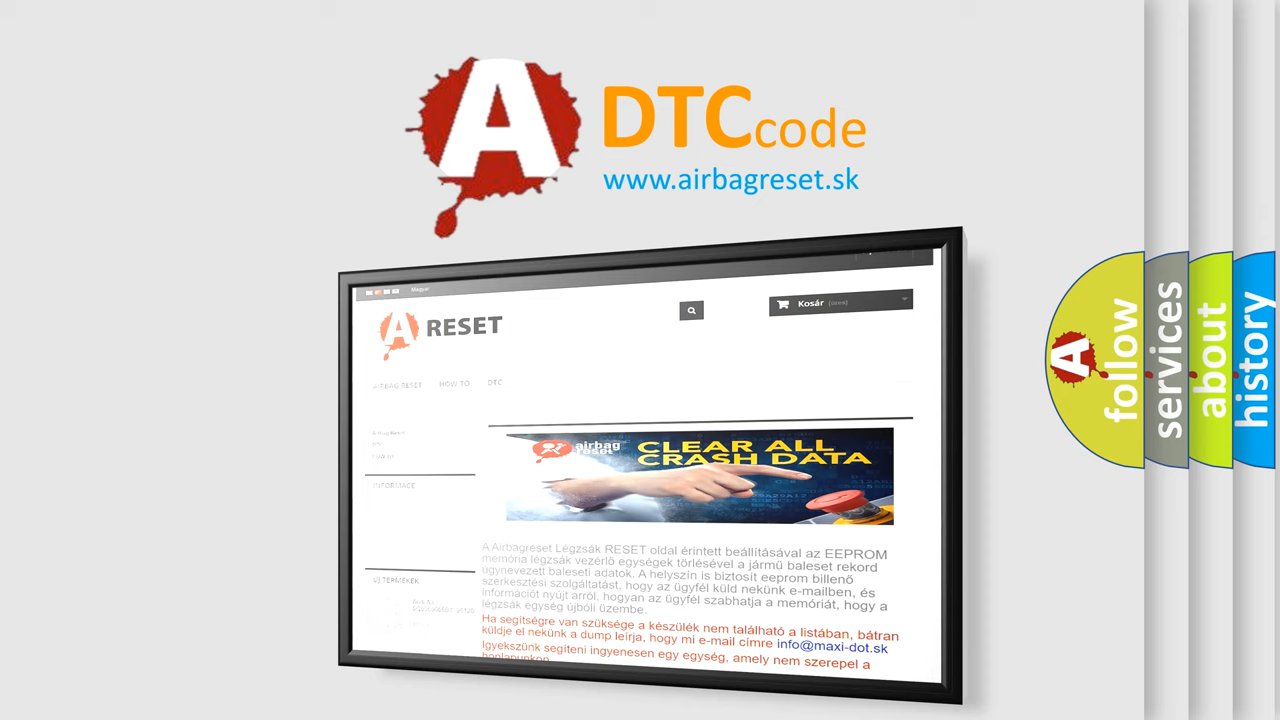 A
DTCcode
www.airbagreset.sk
Magyar
A RESET
Kosár (üres)
AIRBAG RESET HOW TO DTC
DTC
INFORMACE
airbag
reset
CLEAR ALL
CRASH DATA
A Airbagreset Légzsák RESET oldal érintett beállításával az EEPROM
memória légzsák vezérlő egységek törlésével a jármű baleset rekord
úgynevezett baleseti adatok. A helyszín is biztosít eeprom billenő
szerkesztési szolgáltatást, hogy az ügyfél küld nekünk e-mailben, és
információt nyújt arról, hogyan az ügyfél szabhatja a memóriát, hogy a
légzsák egység újbóli üzembe.
Ha segítségre van szüksége a készülék nem található a listában, bátran
küldje el nekünk a dump leírja, hogy mi e-mail címre info@maxi-dot.sk
Igyekszünk segíteni ingyenesen egy egység, amely nem szerepel a
honlapunkon
ÚJ TERMÉKEK
A
follow
services
about
history